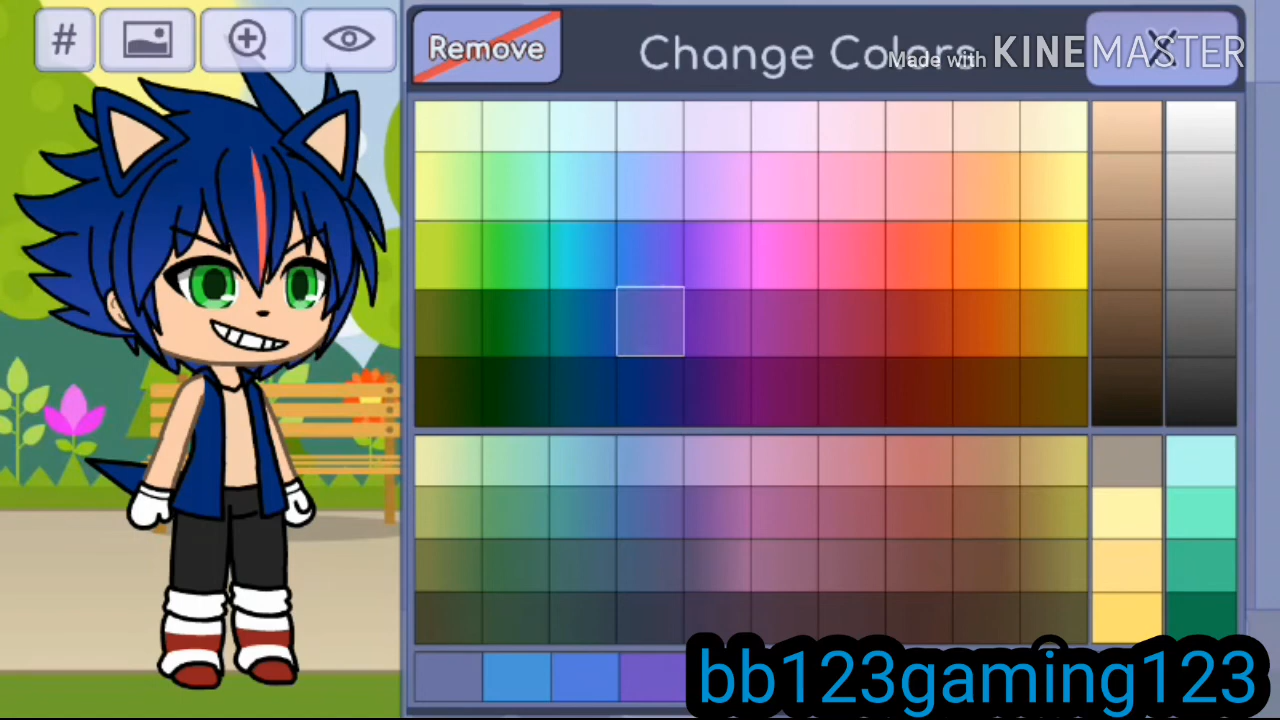 #
Remove
Change Colors
Made with KINEMASTER
X
bb123gaming123